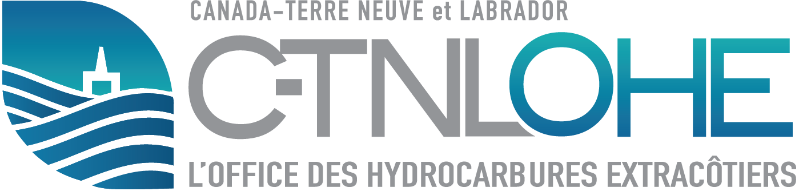 CANADA-TERRE NEUVE et LABRADOR
C-TNLOHE
L'OFFICE DES HYDROCARBURES EXTRACÔTIERS